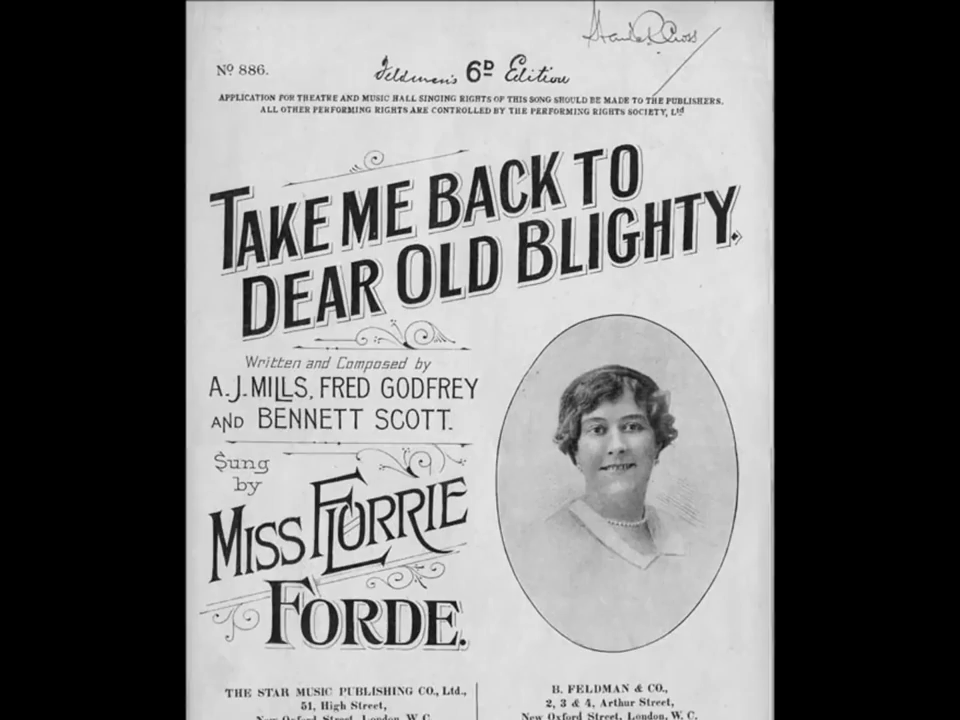 No 886.
Feldman's 6D Edition
APPLICATION FOR THEATRE AND MUSIC HALL SINGING RIGHTS OF THIS SONG SHOULD BE MADE TO THE PUBLISHERS.
ALL OTHER PERFORMING RIGHTS ARE CONTROLLED BY THE PERFORMING RIGHTS SOCIETY, Ltd
TAKE ME BACK TO
DEAR OLD BLIGHTY.
Written and Composed by
A.J. MILLS, FRED GODFREY
AND BENNETT SCOTT.
Sung
by
MISS FLORRIE
FORDE.
THE STAR MUSIC PUBLISHING CO., Ltd.,
51, High Street,
New Oxford Street, London, W. C.
B. FELDMAN & CO.,
2, 3 & 4, Arthur Street,
New Oxford Street, London, W. C.